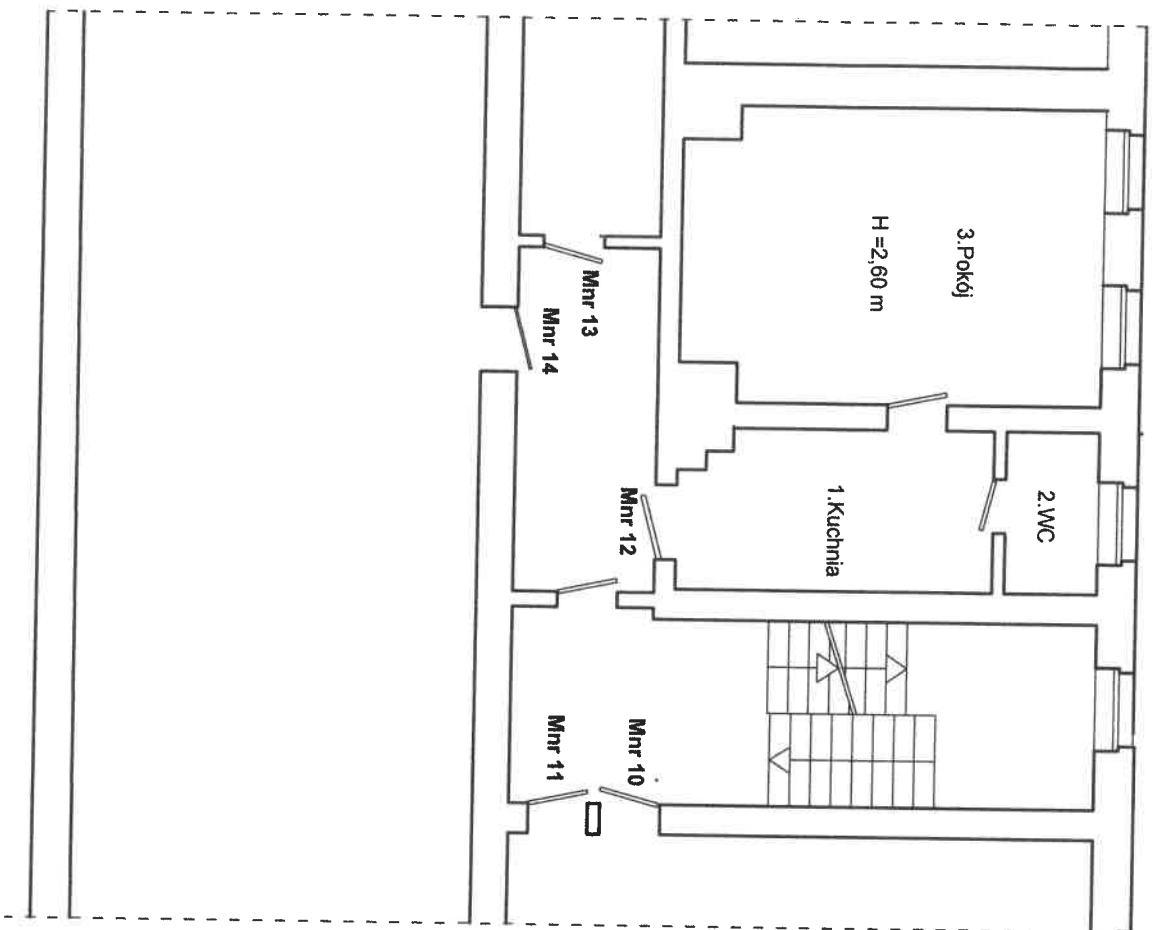 3.Pokój
H =2,60 m
2.WC
1.Kuchnia
Mnr 13
Mnr 14
Mnr 12
Mnr 10
Mnr 11